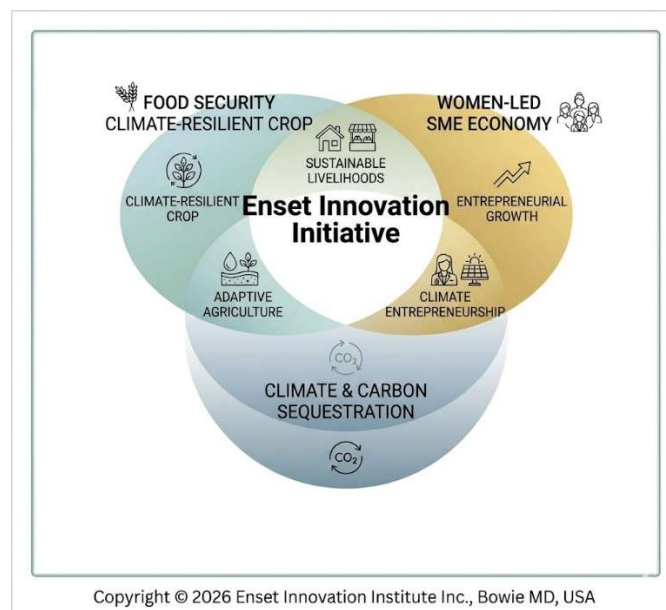 FOOD SECURITY
CLIMATE-RESILIENT CROP
WOMEN-LED
SME ECONOMY
SUSTAINABLE
LIVELIHOODS
CLIMATE-RESILIENT
CROP
Enset Innovation
Initiative
ENTREPRENEURIAL
GROWTH
ADAPTIVE
AGRICULTURE
CLIMATE
ENTREPRENEURSHIP
CO₂
CLIMATE & CARBON
SEQUESTRATION
CO₂
Copyright © 2026 Enset Innovation Institute Inc., Bowie MD, USA